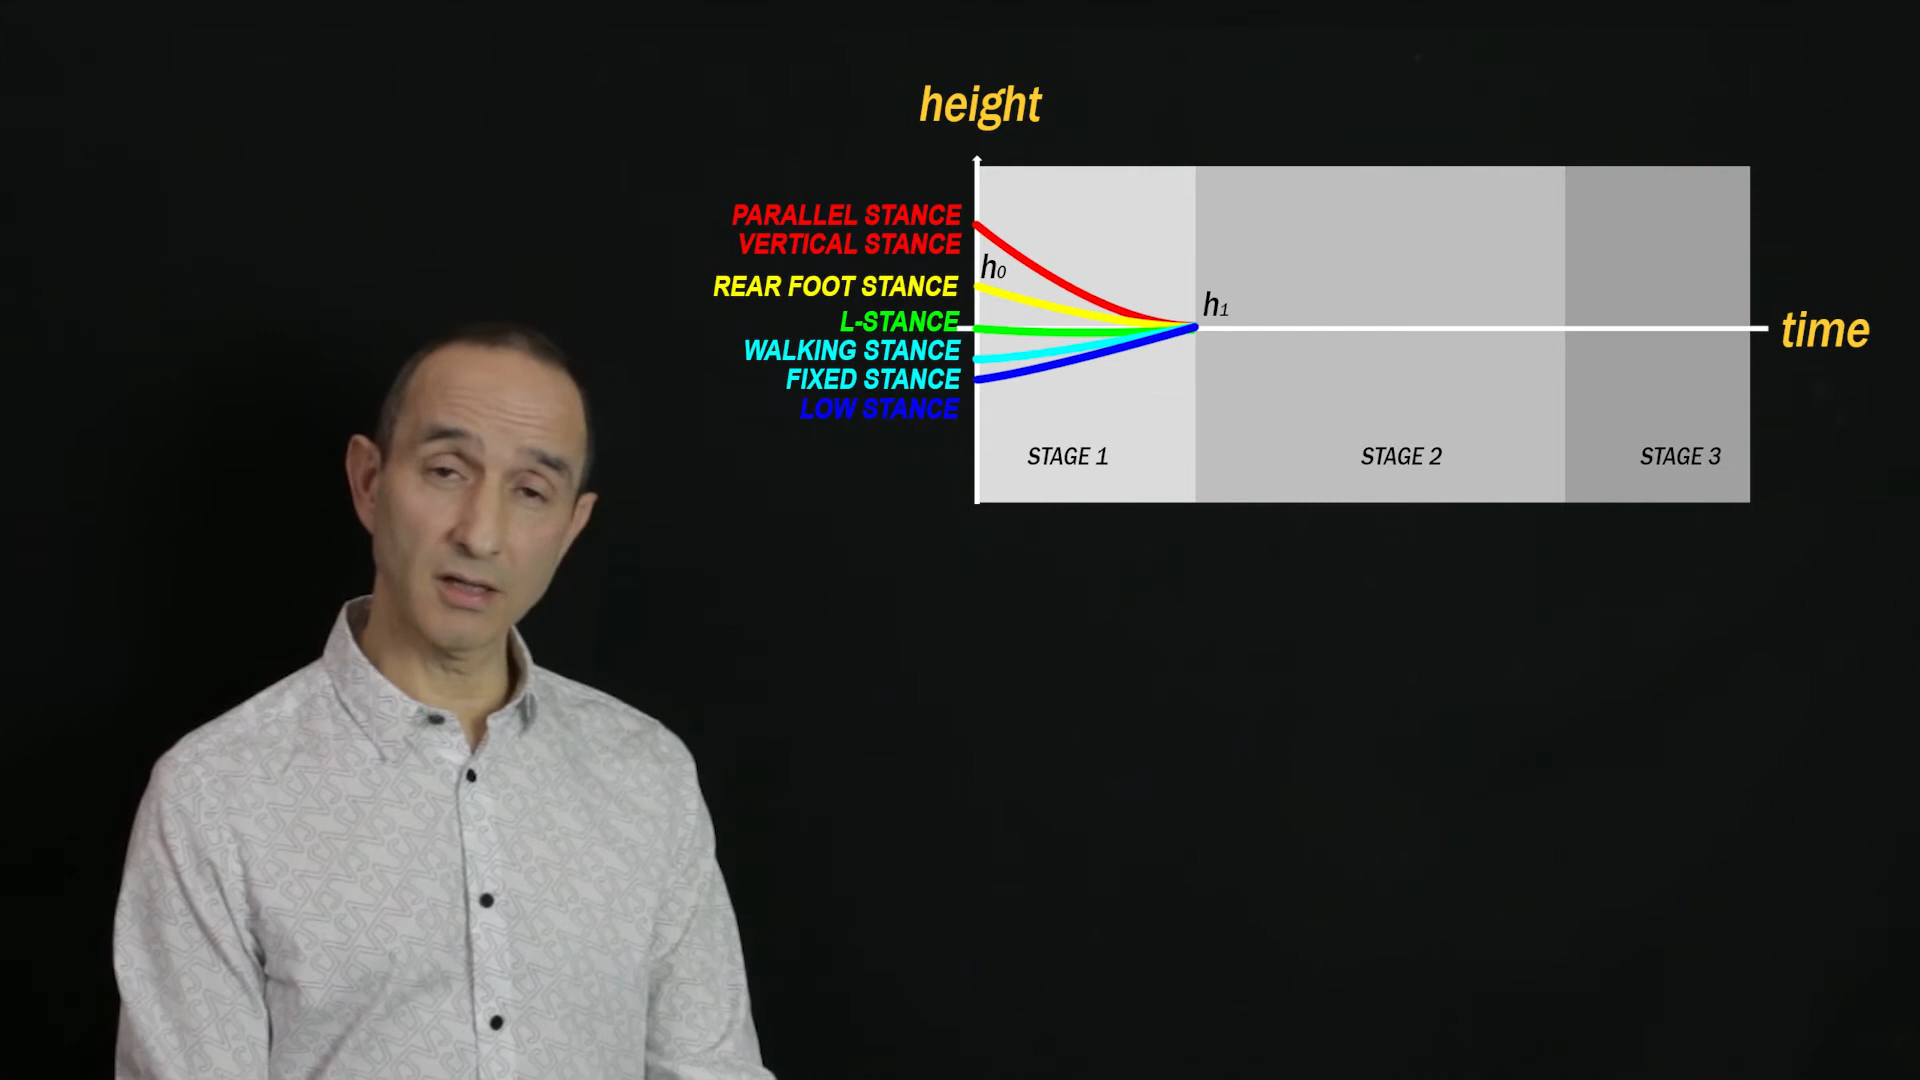 height
PARALLEL STANCE
VERTICAL STANCE
h0
REAR FOOT STANCE
h1
L-STANCE
time
WALKING STANCE
FIXED STANCE
LOW STANCE
STAGE 1
STAGE 2
STAGE 3